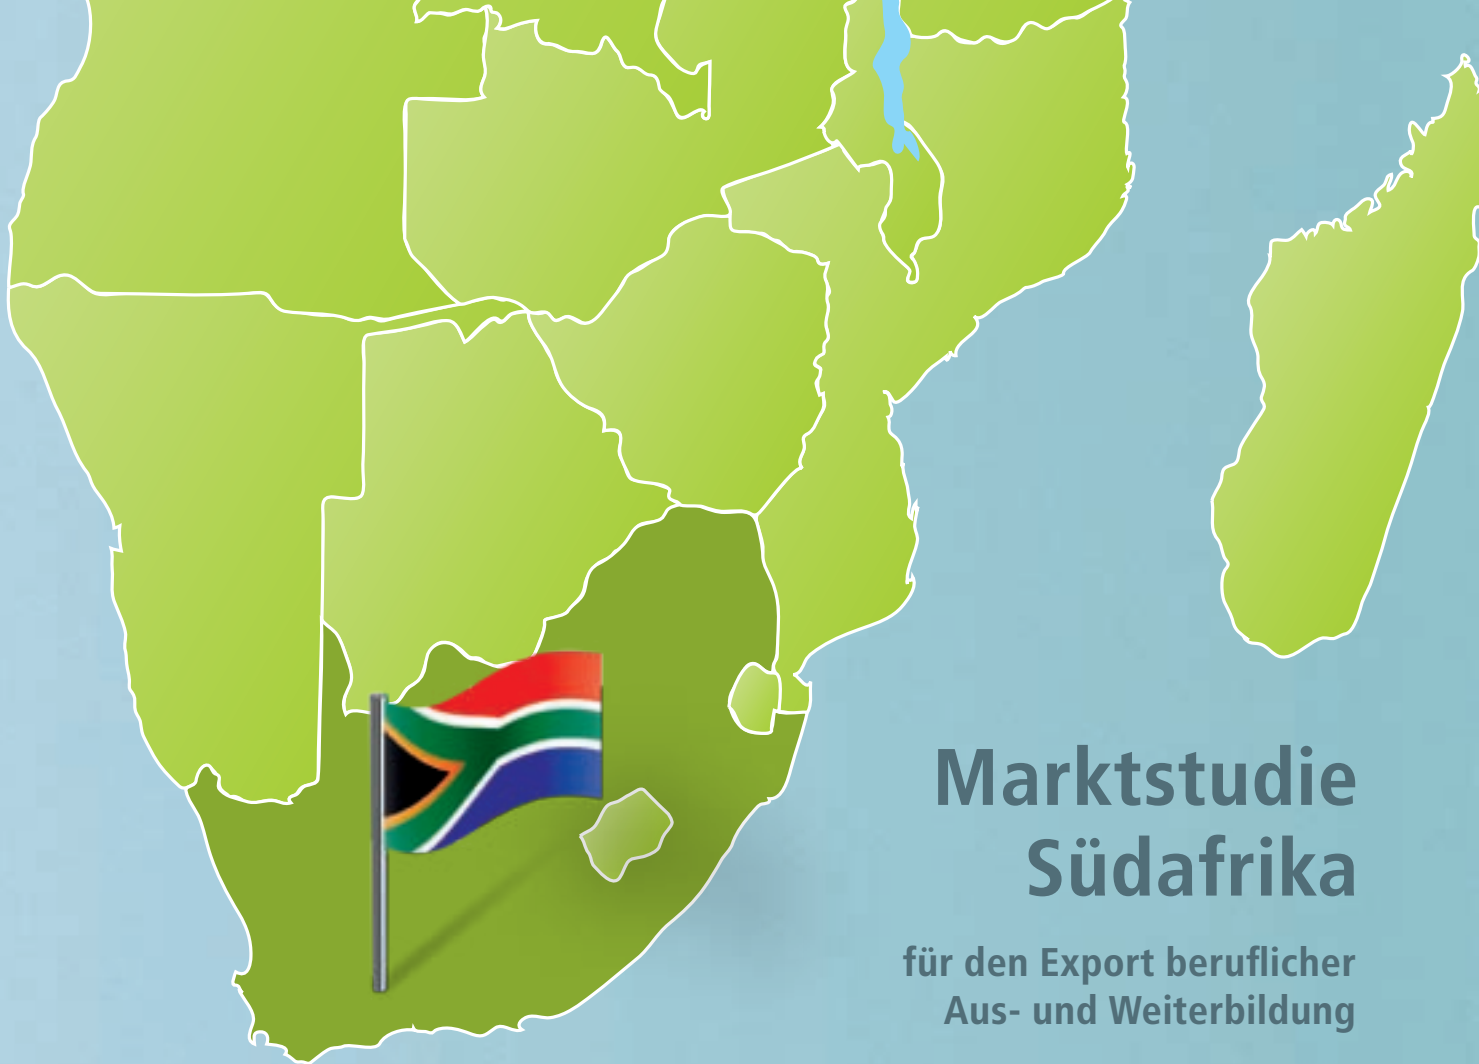 Marktstudie
Südafrika
für den Export beruflicher
Aus- und Weiterbildung